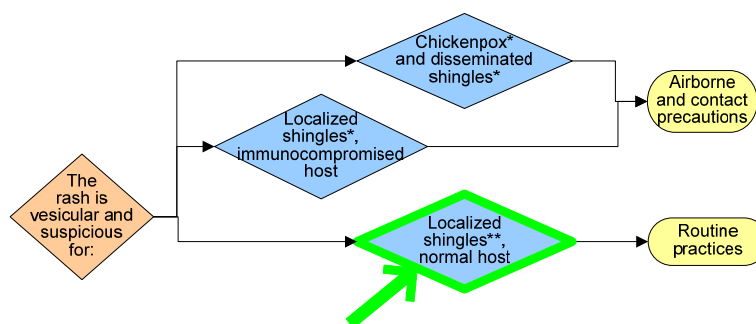 Chickenpox*
and disseminated
shingles*
Airborne
and contact
precautions
Localized
shingles*,
immunocompromised
host
The
rash is
vesicular and
suspicious
for:
Localized
shingles**,
normal host
Routine
practices